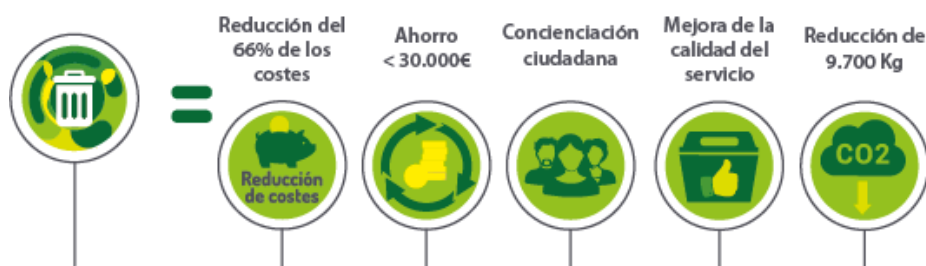 Reducción del
66% de los
costes
Ahorro
< 30.000€
Concienciación
ciudadana
Mejora de la
calidad del
servicio
Reducción de
9.700 Kg
=
Reducción
de costes
CO2